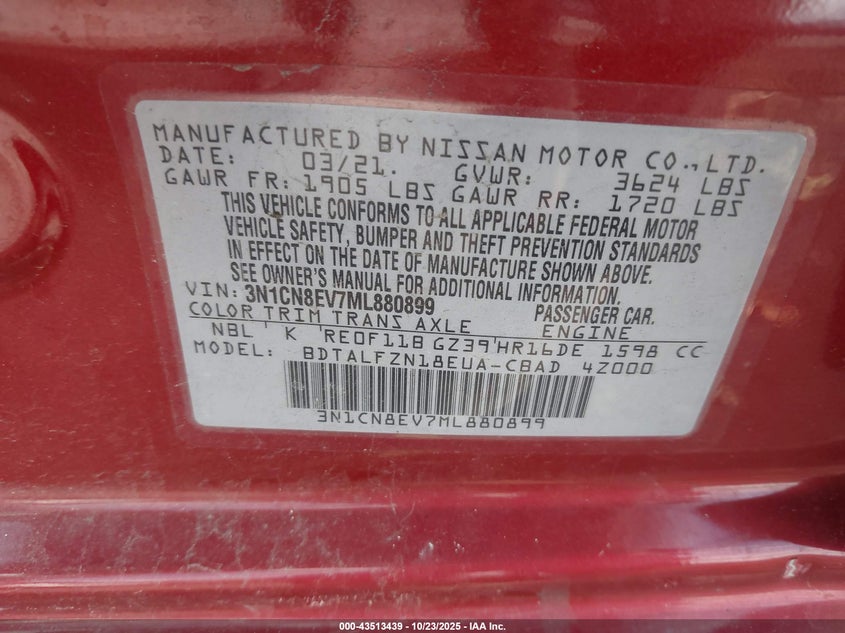 MANUFACTURED BY NISSAN MOTOR CO., LTD.
DATE: 03/21. GVWR: 3624 LBS
GAWR FR: 1905 LBS GAWR RR: 1720 LBS
THIS VEHICLE CONFORMS TO ALL APPLICABLE FEDERAL MOTOR
VEHICLE SAFETY, BUMPER AND THEFT PREVENTION STANDARDS
IN EFFECT ON THE DATE OF MANUFACTURE SHOWN ABOVE.
SEE OWNER'S MANUAL FOR ADDITIONAL INFORMATION.
VIN: 3N1CN8EV7ML880899 PASSENGER CAR.
COLOR TRIM TRANS AXLE ENGINE
NBL ' K 'RE0F11B GZ39'HR16DE 1598 CC
MODEL: BDTALFZN18EUA-CBAD 4Z000
3N1CN8EV7ML880899
000-43513439 - 10/23/2025 - IAA Inc.